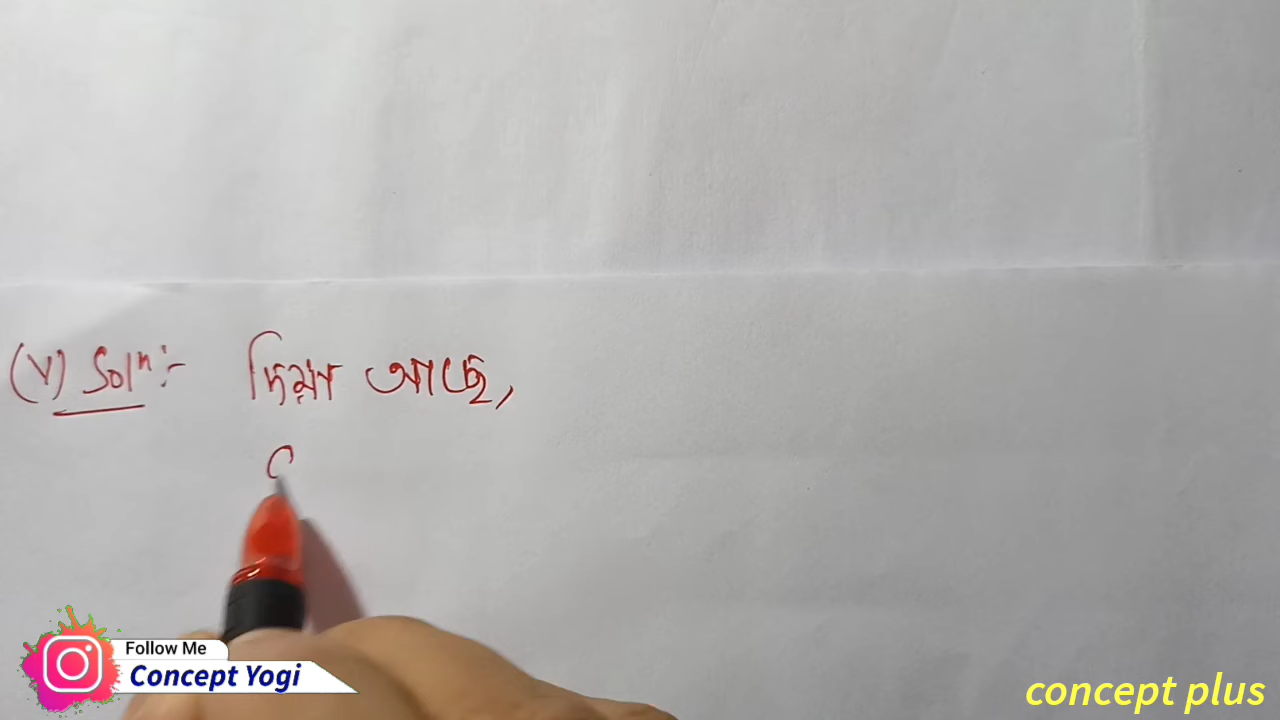 (v) Solⁿ:- দিয়া আছে,
Follow Me
Concept Yogi
concept plus